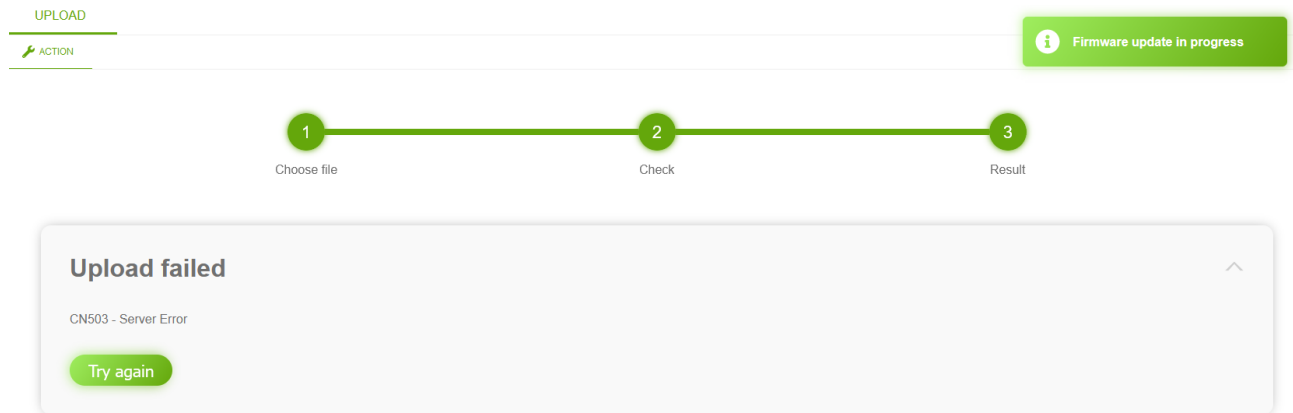 UPLOAD
Firmware update in progress
ACTION
1
2
3
Choose file
Check
Result
Upload failed
CN503 - Server Error
Try again